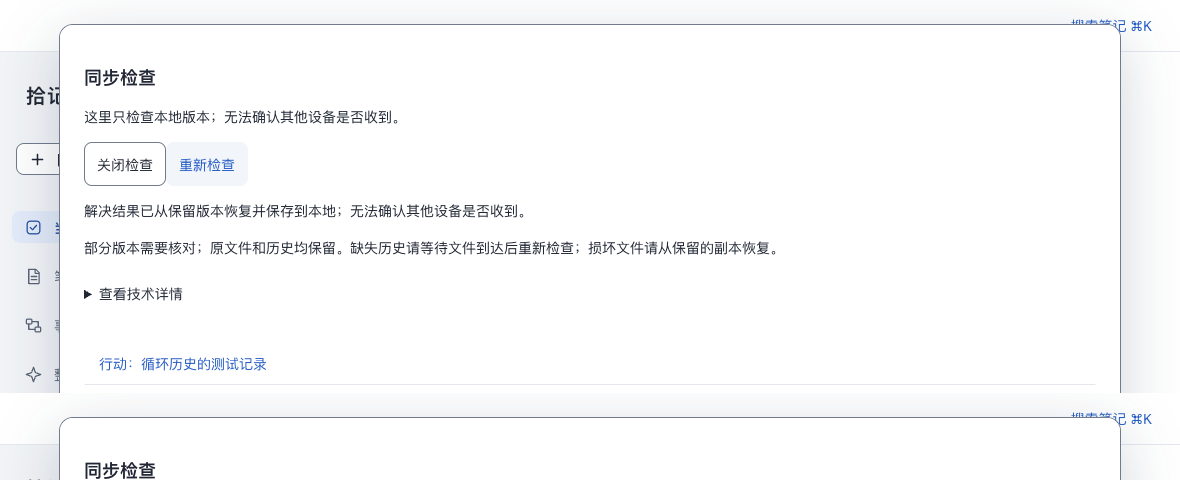 ⌘K
同步检查
拾记
这里只检查本地版本；无法确认其他设备是否收到。
关闭检查 重新检查
解决结果已从保留版本恢复并保存到本地；无法确认其他设备是否收到。
部分版本需要核对；原文件和历史均保留。缺失历史请等待文件到达后重新检查；损坏文件请从保留的副本恢复。
查看技术详情
行动：循环历史的测试记录
⌘K
同步检查